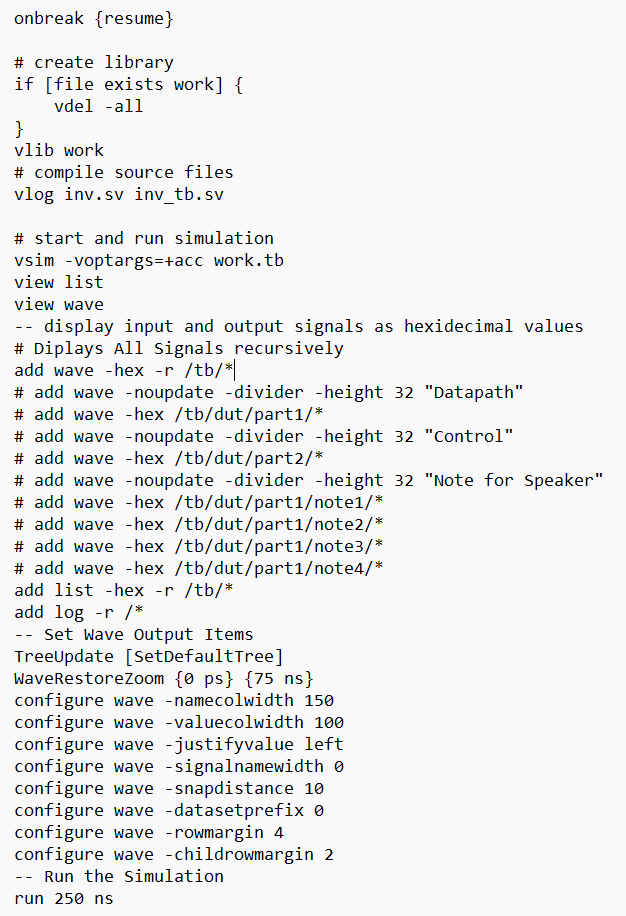 onbreak {resume}

# create library
if [file exists work] {
    vdel -all
}
vlib work
# compile source files
vlog inv.sv inv_tb.sv

# start and run simulation
vsim -voptargs=+acc work.tb
view list
view wave
-- display input and output signals as hexidecimal values
# Diplays All Signals recursively
add wave -hex -r /tb/*
# add wave -noupdate -divider -height 32 "Datapath"
# add wave -hex /tb/dut/part1/*
# add wave -noupdate -divider -height 32 "Control"
# add wave -hex /tb/dut/part2/*
# add wave -noupdate -divider -height 32 "Note for Speaker"
# add wave -hex /tb/dut/part1/note1/*
# add wave -hex /tb/dut/part1/note2/*
# add wave -hex /tb/dut/part1/note3/*
# add wave -hex /tb/dut/part1/note4/*
add list -hex -r /tb/*
add log -r /*
-- Set Wave Output Items
TreeUpdate [SetDefaultTree]
WaveRestoreZoom {0 ps} {75 ns}
configure wave -namecolwidth 150
configure wave -valuecolwidth 100
configure wave -justifyvalue left
configure wave -signalnamewidth 0
configure wave -snapdistance 10
configure wave -datasetprefix 0
configure wave -rowmargin 4
configure wave -childrowmargin 2
-- Run the Simulation
run 250 ns